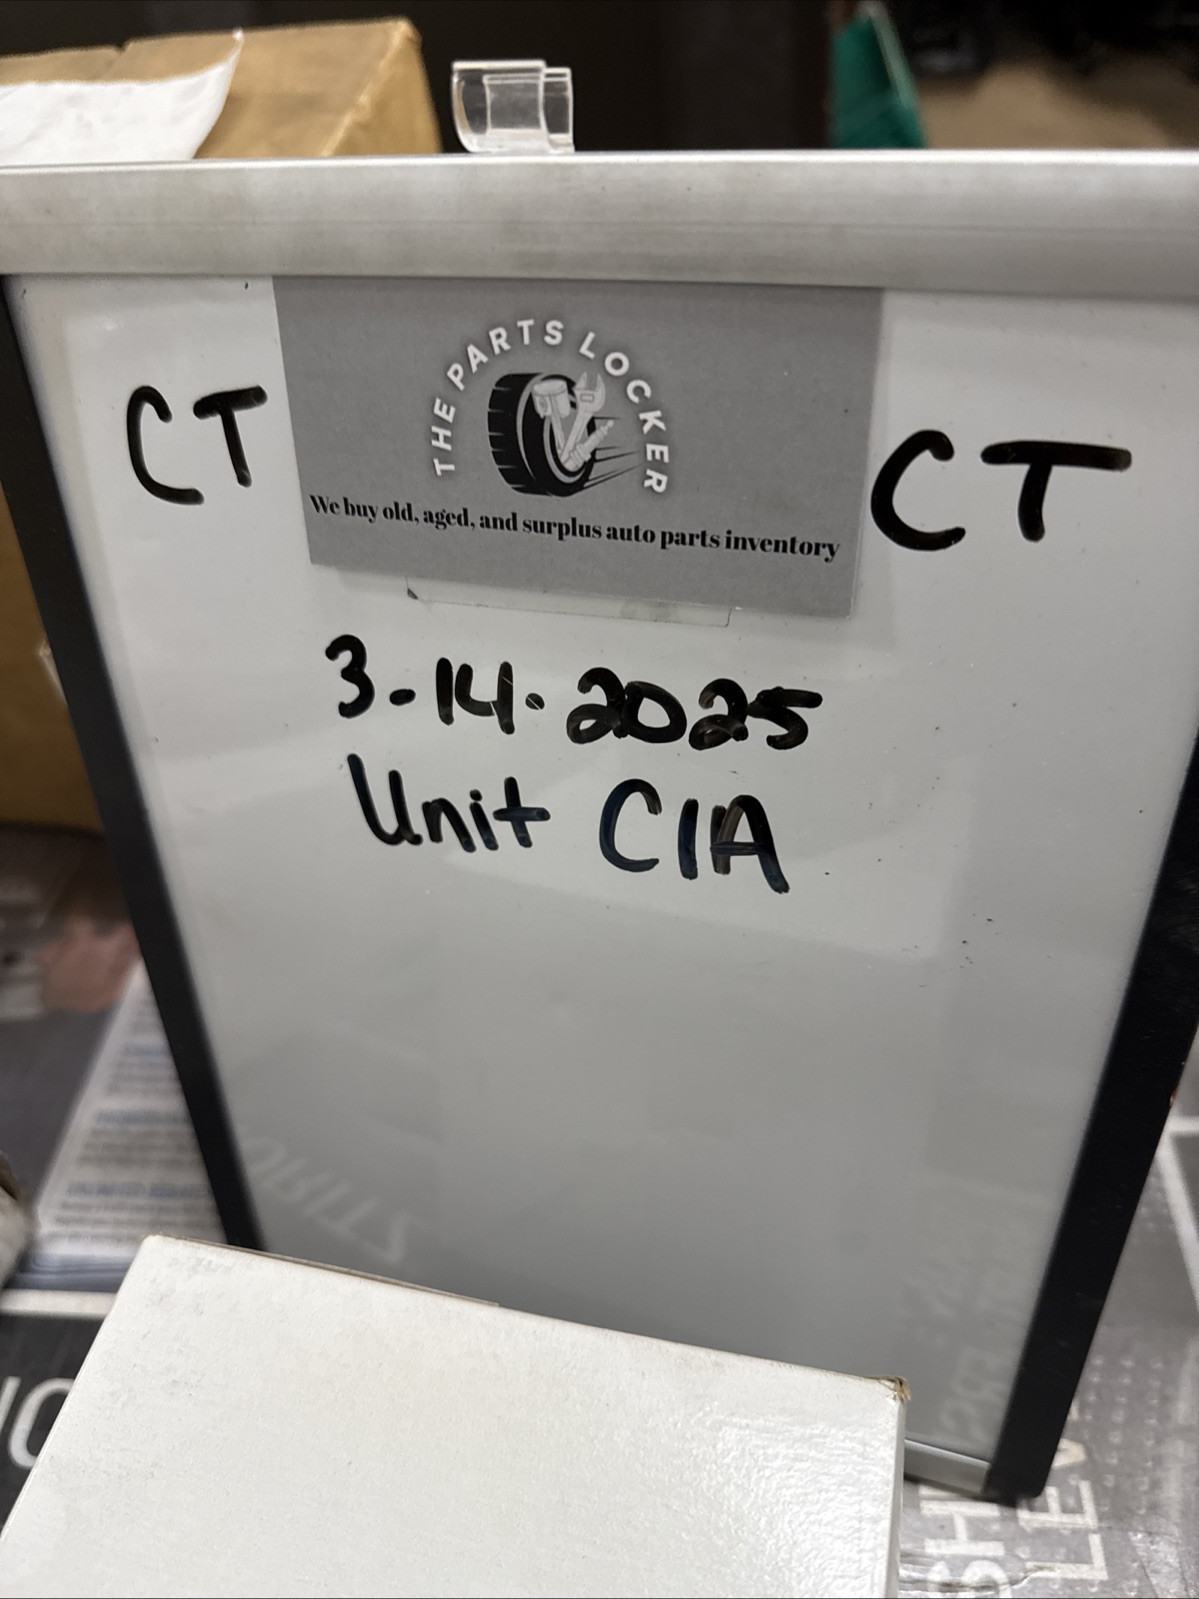 THE PARTS LOCKER
We buy old, aged, and surplus auto parts inventory
CT
CT
3-14-2025
Unit C1A